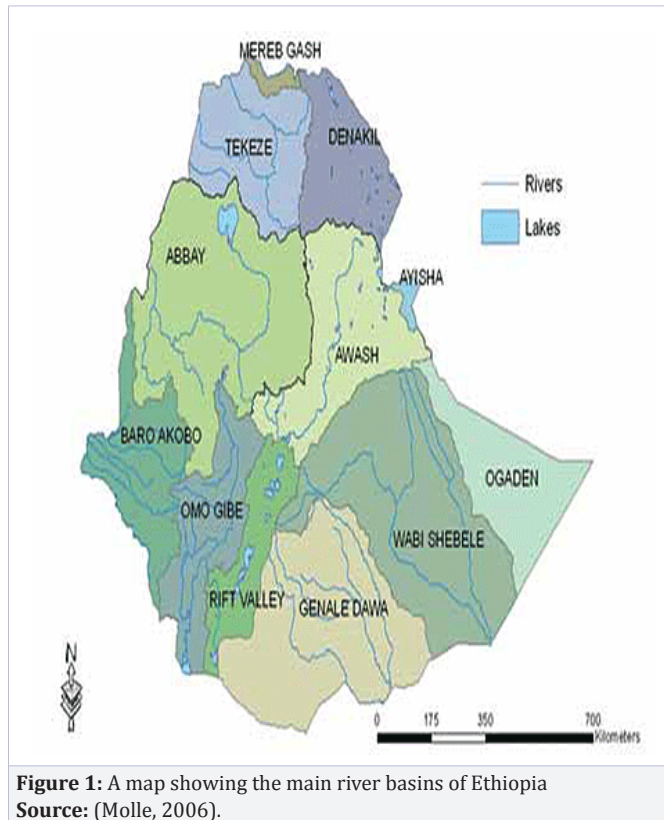 MEREB GASH
TEKEZE
DENAKIL
Rivers
Lakes
ABBAY
AYISHA
AWASH
BARO AKOBO
OGADEN
OMO GIBE
WABI SHEBELE
RIFT VALLEY
GENALE DAWA
N
0 175 350 700
Kilometers
Figure 1: A map showing the main river basins of Ethiopia
Source: (Molle, 2006).